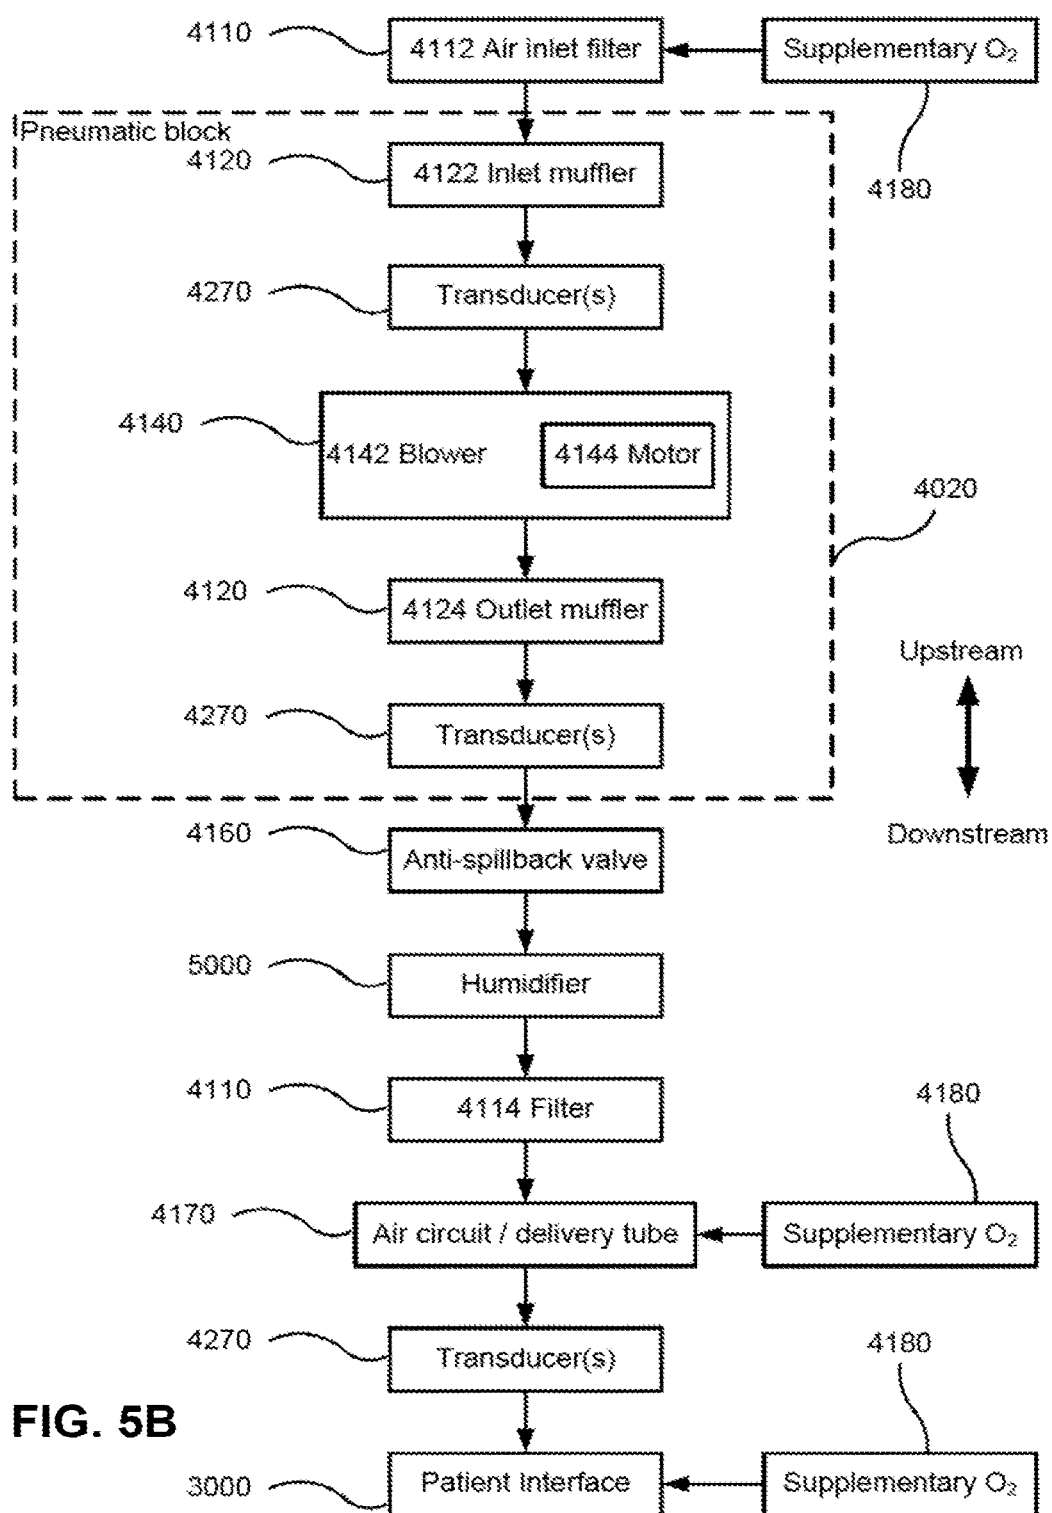 4110
4112 Air inlet filter
Supplementary O₂
Pneumatic block
4120
4122 Inlet muffler
4180
4270
Transducer(s)
4140
4142 Blower
4144 Motor
4020
4120
4124 Outlet muffler
Upstream
4270
Transducer(s)
4160
Anti-spillback valve
Downstream
5000
Humidifier
4110
4114 Filter
4180
4170
Air circuit / delivery tube
Supplementary O₂
4270
Transducer(s)
4180
FIG. 5B
3000
Patient Interface
Supplementary O₂